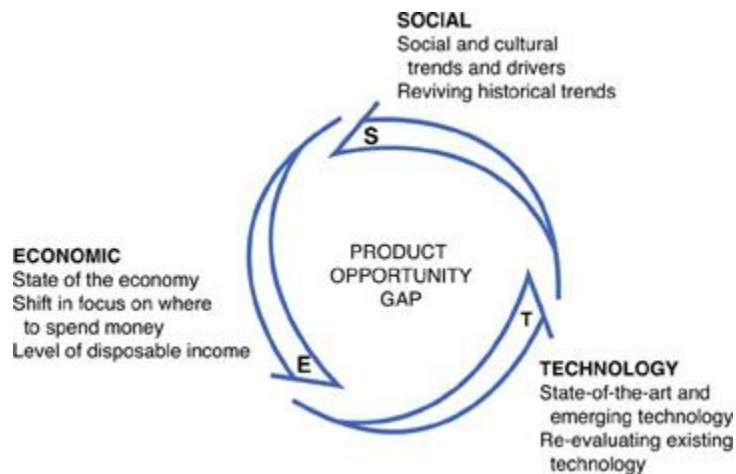 SOCIAL
Social and cultural
trends and drivers
Reviving historical trends
S
ECONOMIC
State of the economy
Shift in focus on where
to spend money
Level of disposable income
PRODUCT
OPPORTUNITY
GAP
E
T
TECHNOLOGY
State-of-the-art and
emerging technology
Re-evaluating existing
technology